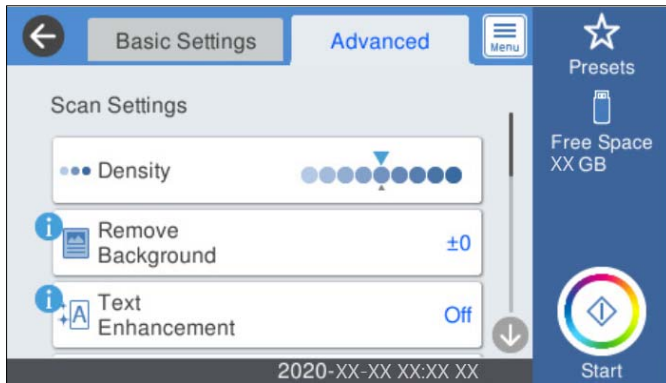 Basic Settings
Advanced
Menu
Presets
Scan Settings
Free Space
XX GB
Density
i
Remove
Background
±0
i
A
Text
Enhancement
Off
2020-XX-XX XX:XX XX
Start